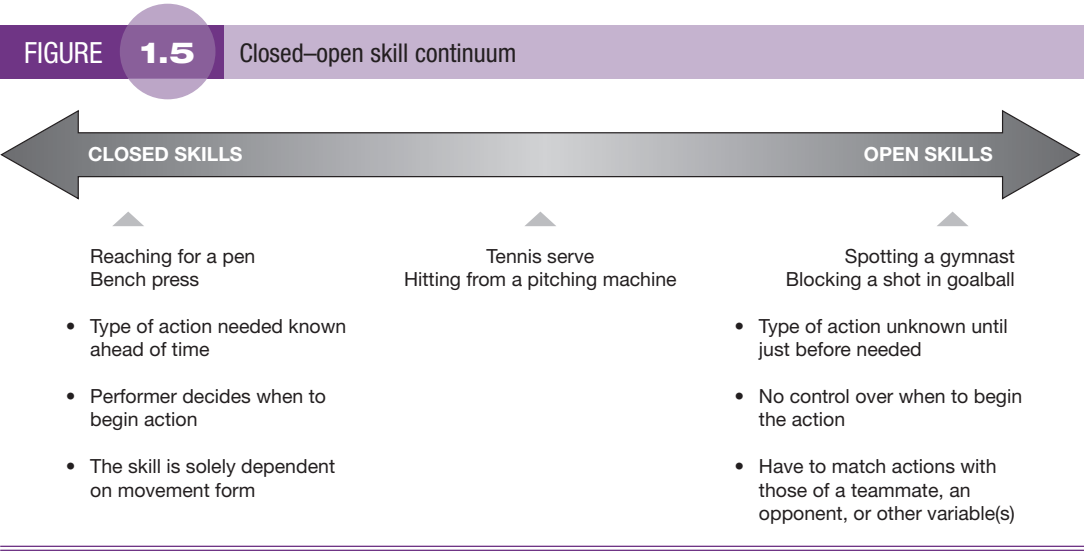 FIGURE 1.5 Closed–open skill continuum
CLOSED SKILLS
OPEN SKILLS
Reaching for a pen
Bench press
• Type of action needed known
ahead of time
• Performer decides when to
begin action
• The skill is solely dependent
on movement form
Tennis serve
Hitting from a pitching machine
Spotting a gymnast
Blocking a shot in goalball
• Type of action unknown until
just before needed
• No control over when to begin
the action
• Have to match actions with
those of a teammate, an
opponent, or other variable(s)